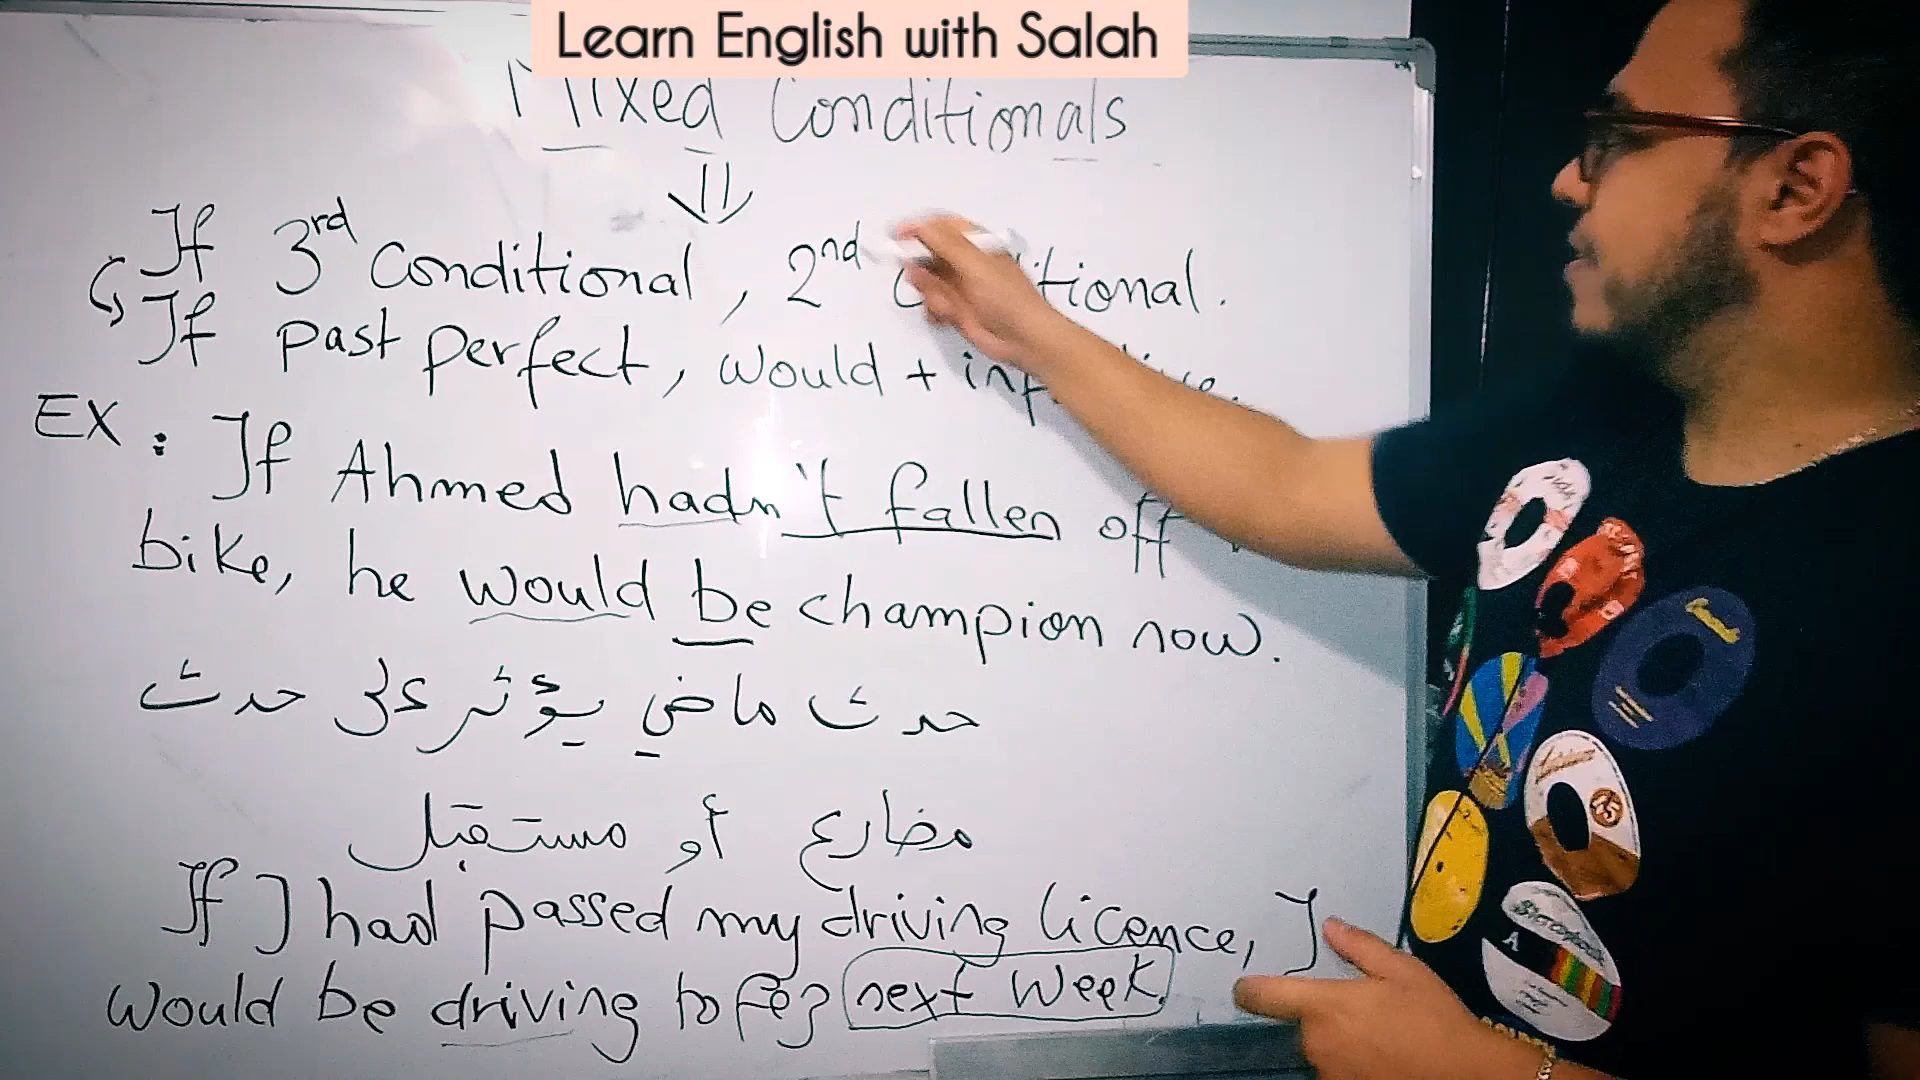 Learn English with Salah
Mixed Conditionals
If 3rd Conditional, 2nd Conditional.
If past perfect, would +
EX : If Ahmed hadn't fallen off
bike, he would be champion now.
حدث ماضي يؤثر على حدث
مضارع أو مستقبل
If I had passed my driving licence, I
would be driving to fez next week.